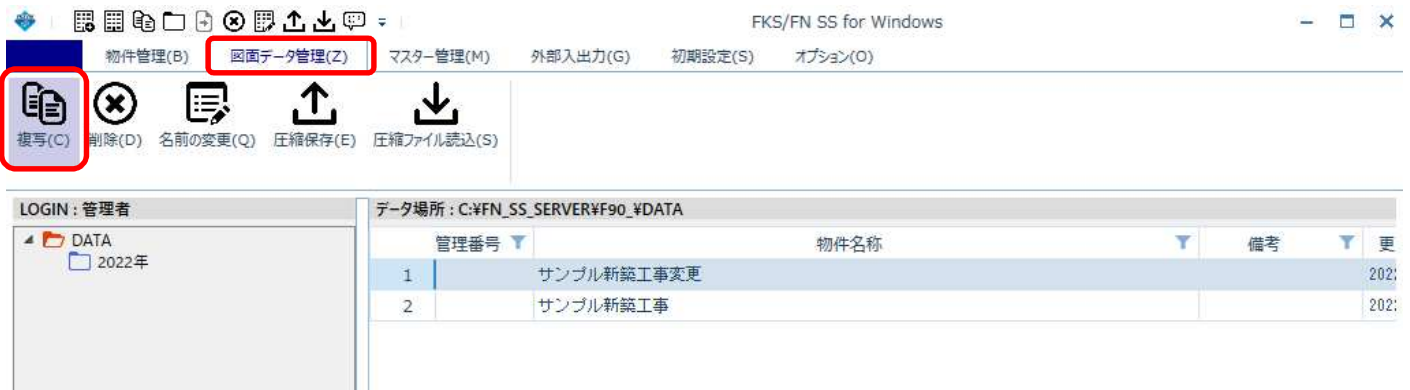 FKS/FN SS for Windows
物件管理(B) 図面データ管理(Z) マスター管理(M) 外部入出力(G) 初期設定(S) オプション(O)
複写(C) 削除(D) 名前の変更(Q) 圧縮保存(E) 圧縮ファイル読込(S)
LOGIN : 管理者 データ場所 : C:¥FN_SS_SERVER¥F90_¥DATA
DATA 管理番号 物件名称 備考 更
2022年
1 サンプル新築工事変更 202
2 サンプル新築工事 202